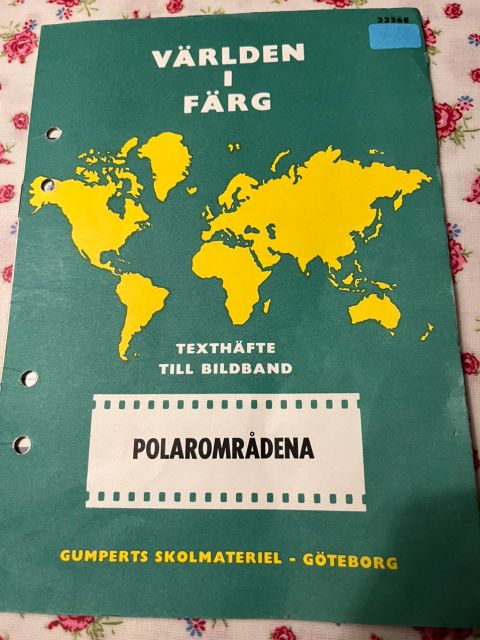 33568
VÄRLDEN
I
FÄRG
TEXTHÄFTE
TILL BILDBAND
POLAROMRÅDENA
GUMPERTS SKOLMATERIEL - GÖTEBORG